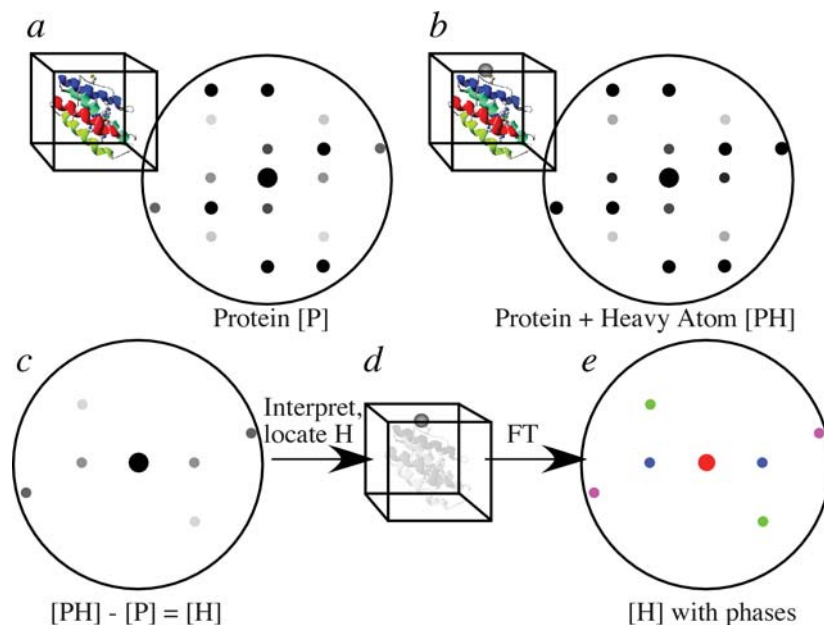 a
b
Protein [P]
Protein + Heavy Atom [PH]
c
d
e
Interpret,
locate H
FT
[PH] - [P] = [H]
[H] with phases